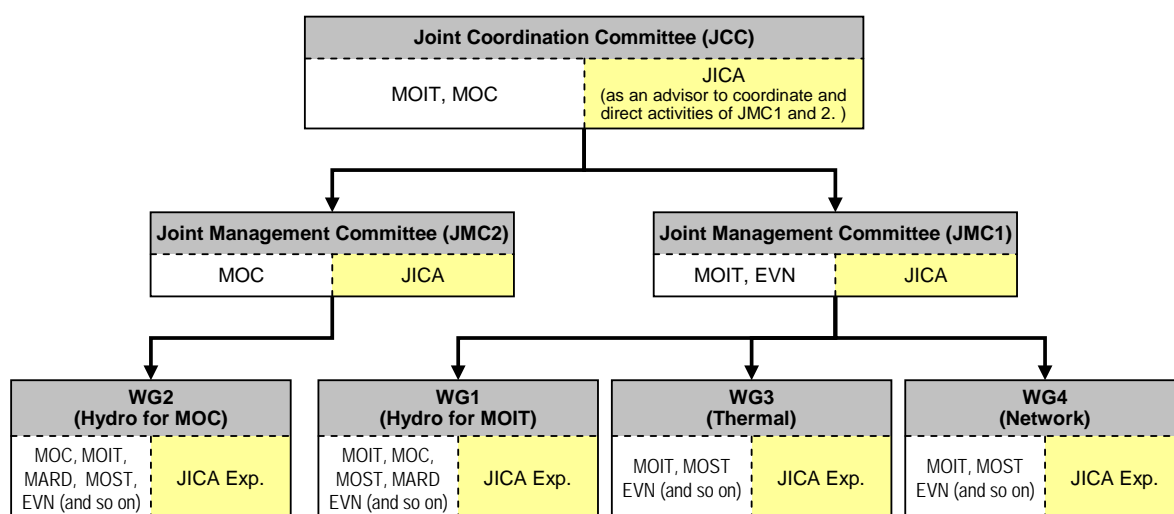 Joint Coordination Committee (JCC)
MOIT, MOC
JICA
(as an advisor to coordinate and
direct activities of JMC1 and 2. )
Joint Management Committee (JMC2)
MOC
JICA
Joint Management Committee (JMC1)
MOIT, EVN
JICA
WG2
(Hydro for MOC)
MOC, MOIT,
MARD, MOST,
EVN (and so on)
JICA Exp.
WG1
(Hydro for MOIT)
MOIT, MOC,
MOST, MARD
EVN (and so on)
JICA Exp.
WG3
(Thermal)
MOIT, MOST
EVN (and so on)
JICA Exp.
WG4
(Network)
MOIT, MOST
EVN (and so on)
JICA Exp.